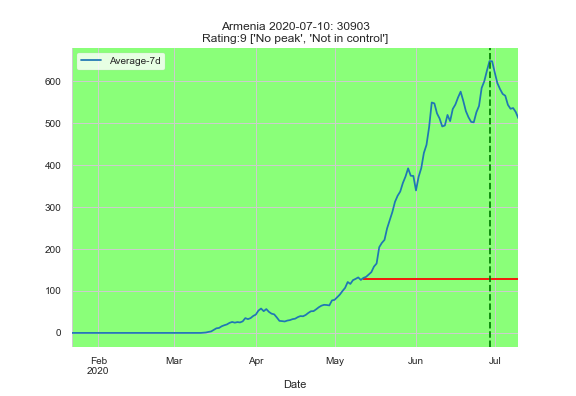 Armenia 2020-07-10: 30903
Rating:9 ['No peak', 'Not in control']
Average-7d
600
500
400
300
200
100
0
Feb Mar Apr May Jun Jul
2020
Date